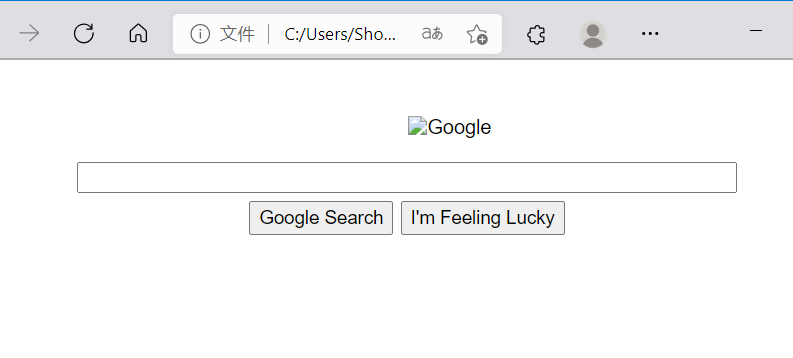 文件 C:/Users/Sho... aあ
Google
Google Search I'm Feeling Lucky